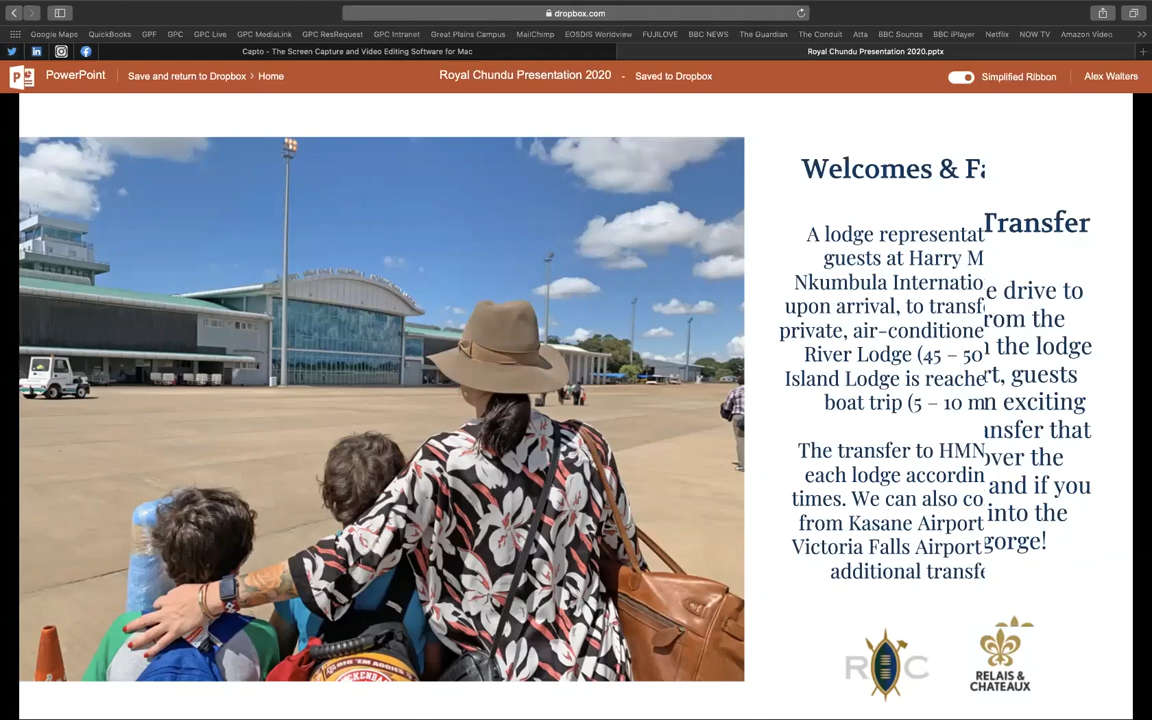 dropbox.com
Google Maps QuickBooks GPF GPC GPC Live GPC MediaLink GPC ResRequest GPC Intranet Great Plains Campus MailChimp EOSDIS Worldview FUJILOVE BBC NEWS The Guardian The Conduit Atta BBC Sounds BBC iPlayer Netflix NOW TV Amazon Video
Capto - The Screen Capture and Video Editing Software for Mac Royal Chundu Presentation 2020.pptx
PowerPoint Save and return to Dropbox > Home Royal Chundu Presentation 2020 - Saved to Dropbox Simplified Ribbon Alex Walters
Welcomes & Fa
A lodge representat
guests at Harry M
Nkumbula Internatio
upon arrival, to transf
private, air-conditione
River Lodge (45 – 50
Island Lodge is reache
boat trip (5 – 10 m
The transfer to HMN
each lodge accordin
times. We can also co
from Kasane Airport
Victoria Falls Airport
additional transfe
Transfer
e drive to
rom the
the lodge
rt, guests
n exciting
ansfer that
over the
and if you
into the
gorge!
DIG 'EM AGGIES
R C
RELAIS &
CHATEAUX